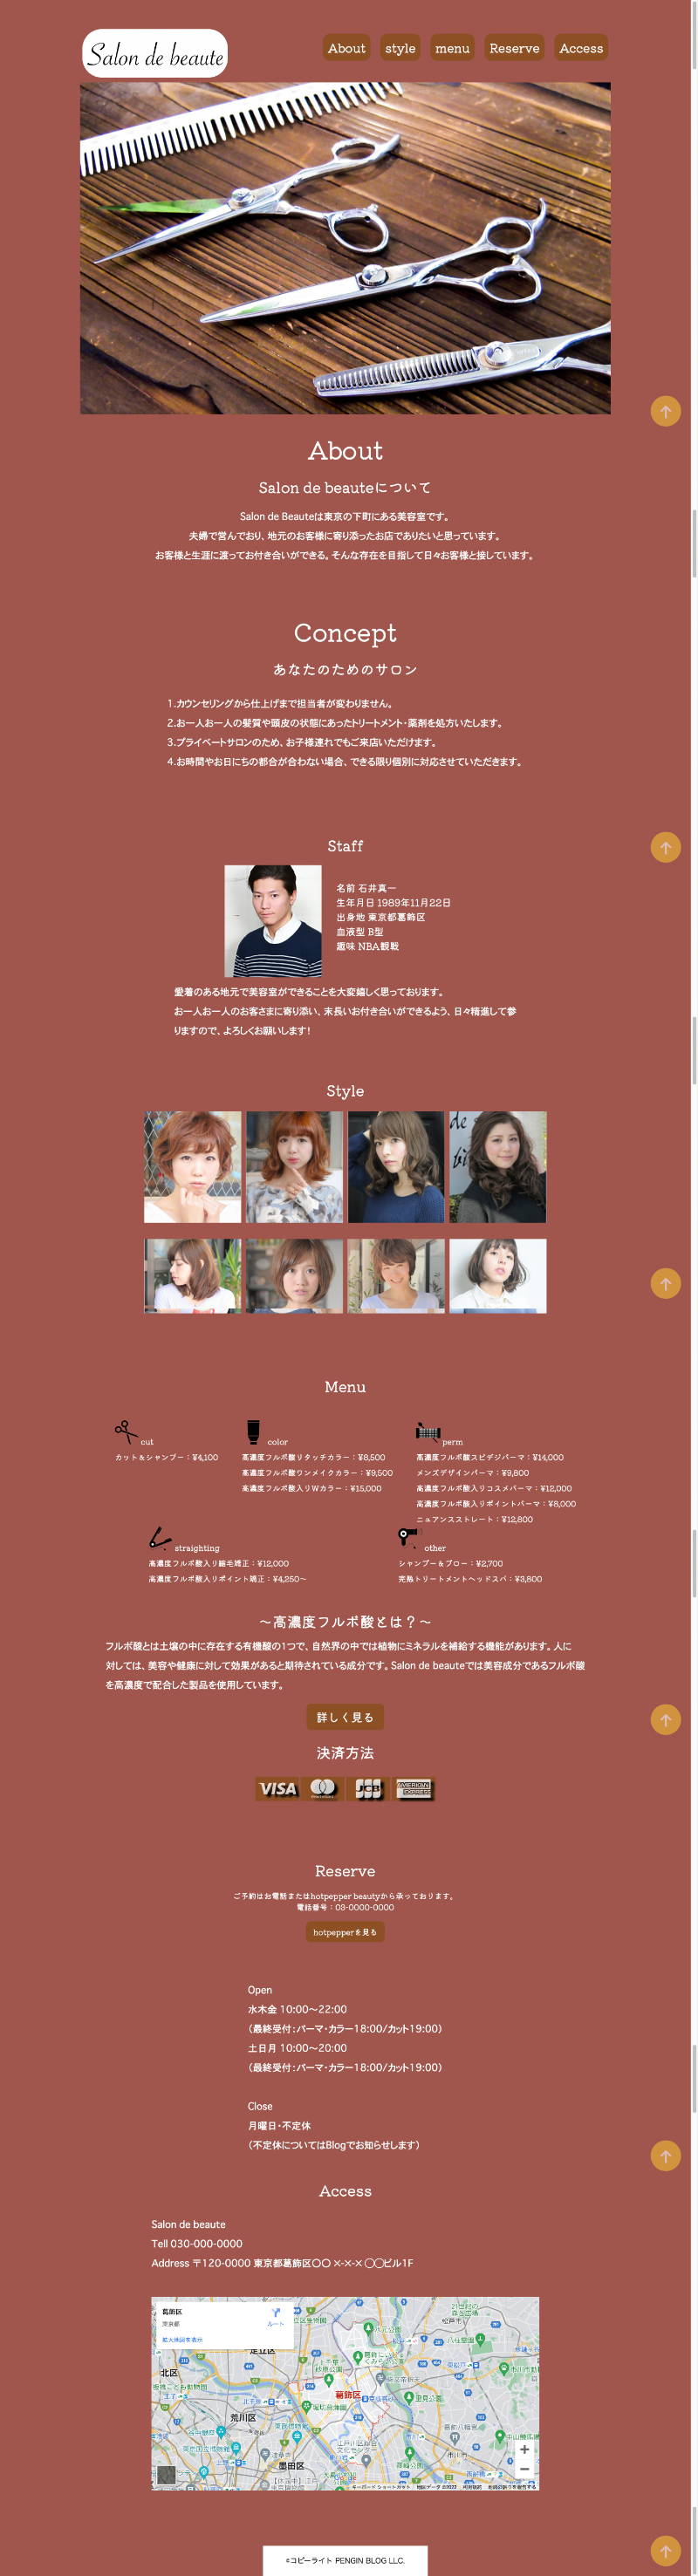 Salon de beaute
About style menu Reserve Access
About
Salon de beauteについて
Salon de Beauteは東京の下町にある美容室です。
夫婦で営んでおり、地元のお客様に寄り添ったお店でありたいと思っています。
お客様と生涯に渡ってお付き合いができる。そんな存在を目指して日々お客様と接しています。
Concept
あなたのためのサロン
1.カウンセリングから仕上げまで担当者が変わりません。
2.お一人お一人の髪質や頭皮の状態にあったトリートメント・薬剤を処方いたします。
3.プライベートサロンのため、お子様連れでもご来店いただけます。
4.お時間やお日にちの都合が合わない場合、できる限り個別に対応させていただきます。
Staff
名前 石井真一
生年月日 1989年11月22日
出身地 東京都葛飾区
血液型 B型
趣味 NBA観戦
愛着のある地元で美容室ができることを大変嬉しく思っております。
お一人お一人のお客さまに寄り添い、末長いお付き合いができるよう、日々精進して参
りますので、よろしくお願いします！
Style
Menu
cut
カット＆シャンプー：¥4,100
color
高濃度フルボ酸リタッチカラー：¥8,500
高濃度フルボ酸ワンメイクカラー：¥9,500
高濃度フルボ酸入りWカラー：¥15,000
perm
高濃度フルボ酸スピデジパーマ：¥14,000
メンズデザインパーマ：¥9,800
高濃度フルボ酸入りコスメパーマ：¥12,000
高濃度フルボ酸入りポイントパーマ：¥8,000
ニュアンスストレート：¥12,800
straighting
高濃度フルボ酸入り縮毛矯正：¥12,000
高濃度フルボ酸入りポイント矯正：¥4,250〜
other
シャンプー＆ブロー：¥2,700
完熟トリートメントヘッドスパ：¥3,800
〜高濃度フルボ酸とは？〜
フルボ酸とは土壌の中に存在する有機酸の1つで、自然界の中では植物にミネラルを補給する機能があります。人に
対しては、美容や健康に対して効果があると期待されている成分です。Salon de beauteでは美容成分であるフルボ酸
を高濃度で配合した製品を使用しています。
詳しく見る
決済方法
VISA
JCB
AMERICAN EXPRESS
Reserve
ご予約はお電話またはhotpepper beautyから承っております。
電話番号：03-0000-0000
hotpepperを見る
Open
水木金 10:00〜22:00
（最終受付：パーマ・カラー18:00/カット19:00）
土日月 10:00〜20:00
（最終受付：パーマ・カラー18:00/カット19:00）
Close
月曜日・不定休
（不定休についてはBlogでお知らせします）
Access
Salon de beaute
Tell 030-000-0000
Address 〒120-0000 東京都葛飾区〇〇 ×-×-× ◯◯ビル1F
葛飾区
東京都
ルート
拡大地図を表示
足立区
北区
荒川区
葛飾区
墨田区
市川市
©コピーライト PENGIN BLOG LLC.